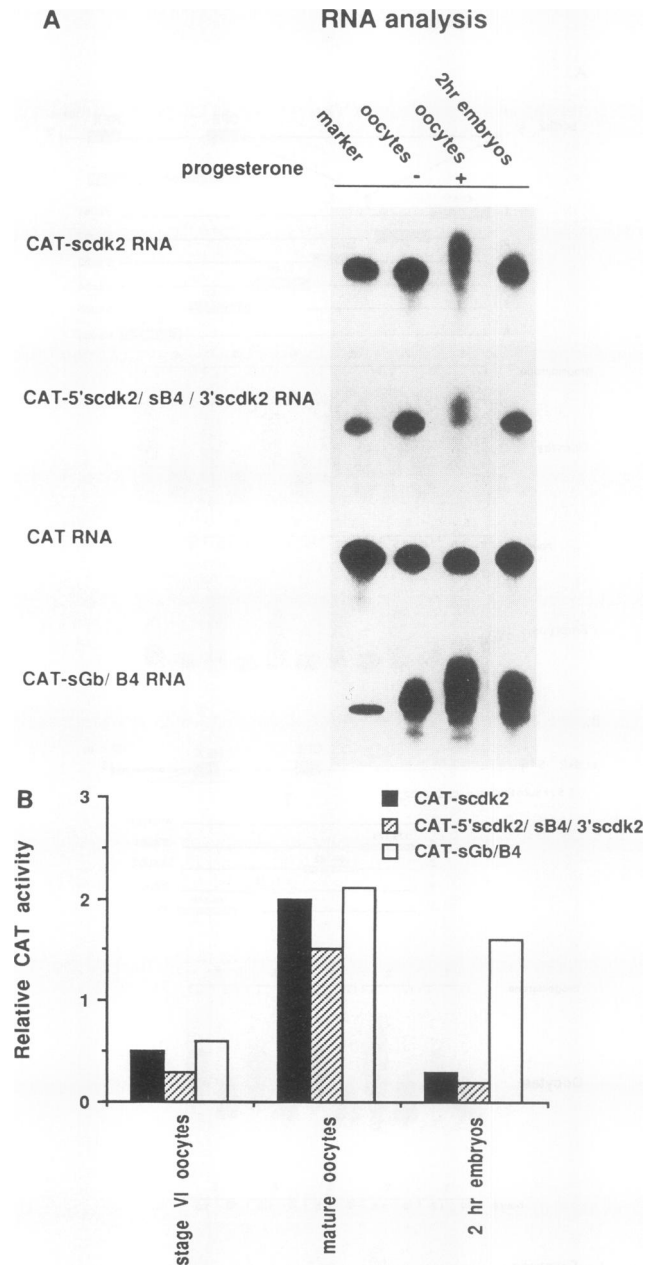 A
RNA analysis
marker
oocytes
oocytes
2hr embryos
progesterone
-
+
CAT-scdk2 RNA
CAT-5'scdk2/ sB4 / 3'scdk2 RNA
CAT RNA
CAT-sGb/ B4 RNA
B
3
2
1
0
Relative CAT activity
CAT-scdk2
CAT-5'scdk2/ sB4/ 3'scdk2
CAT-sGb/B4
stage VI oocytes
mature oocytes
2 hr embryos